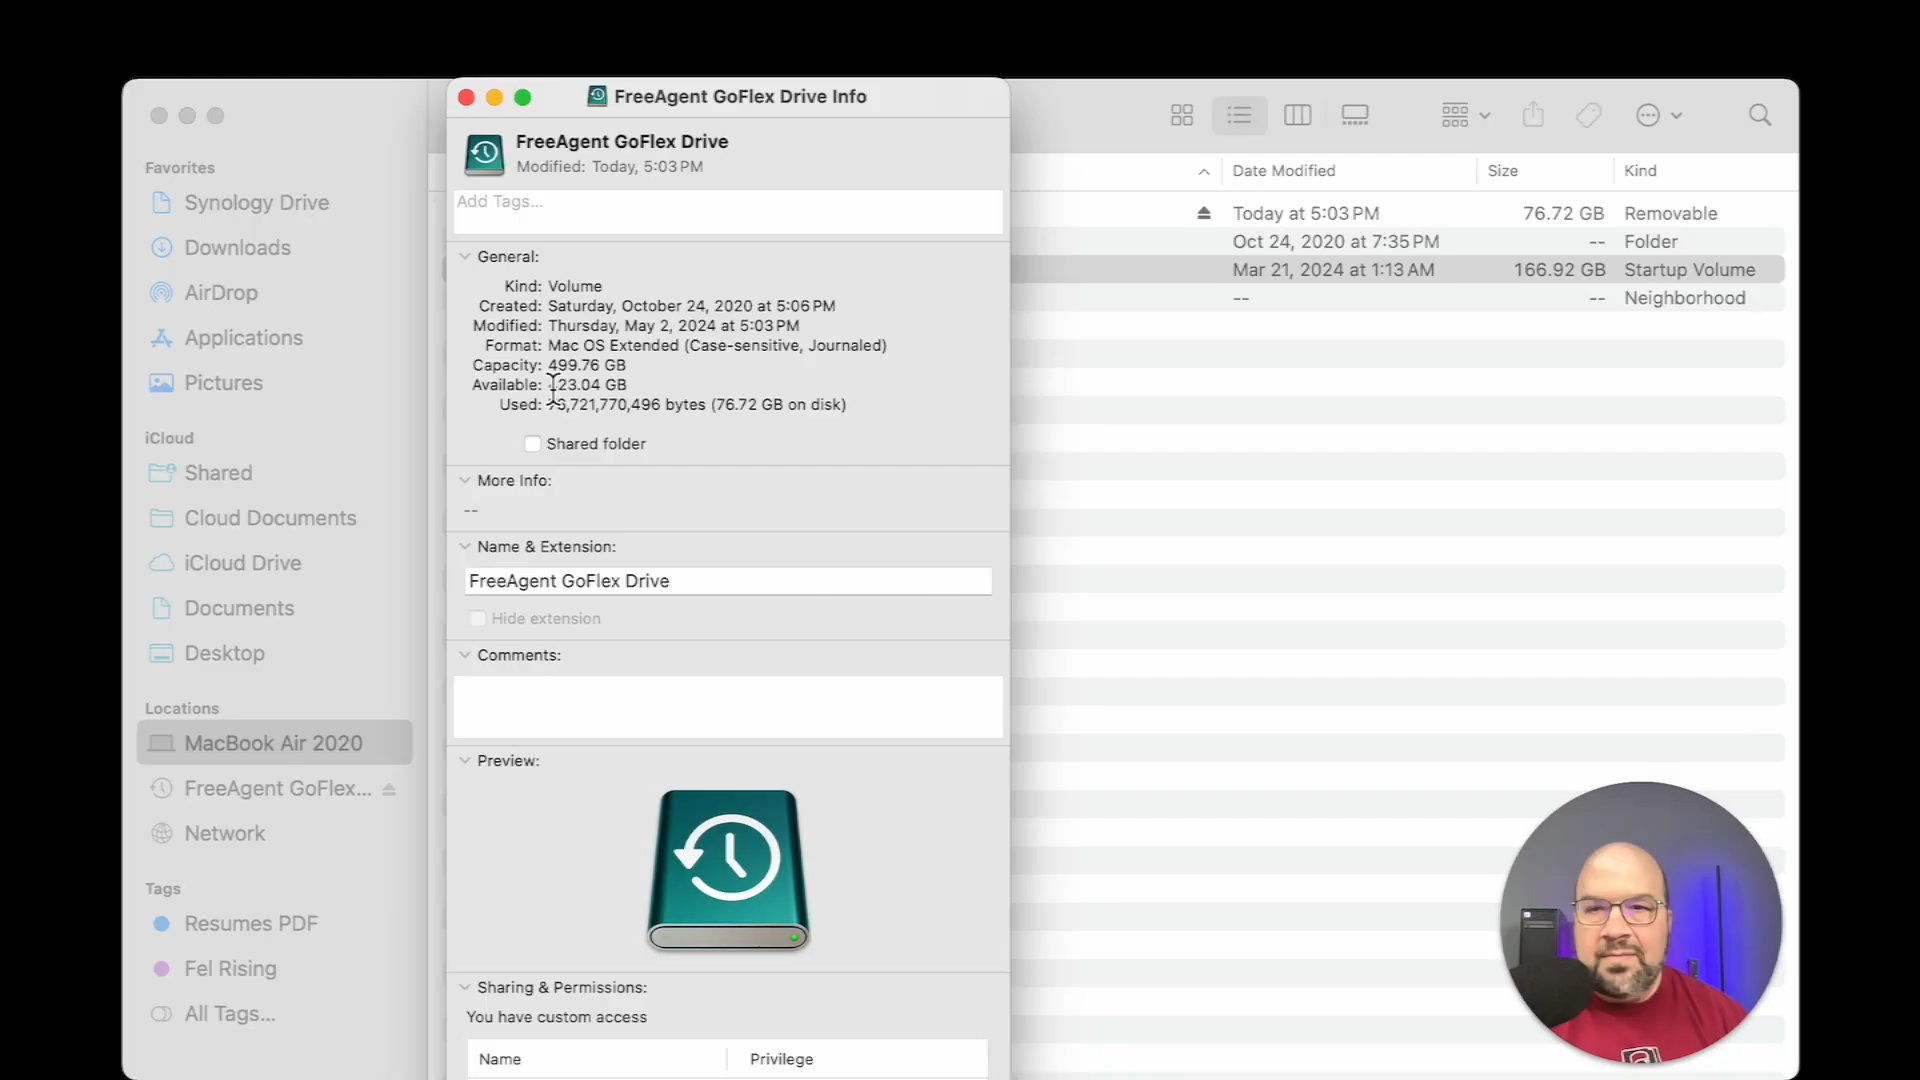 FreeAgent GoFlex Drive Info
FreeAgent GoFlex Drive
Modified: Today, 5:03 PM
Add Tags...
General:
Kind: Volume
Created: Saturday, October 24, 2020 at 5:06 PM
Modified: Thursday, May 2, 2024 at 5:03 PM
Format: Mac OS Extended (Case-sensitive, Journaled)
Capacity: 499.76 GB
Available: 423.04 GB
Used: 76,721,770,496 bytes (76.72 GB on disk)
Shared folder
More Info:
--
Name & Extension:
FreeAgent GoFlex Drive
Hide extension
Comments:
Preview:
Sharing & Permissions:
You have custom access
Name Privilege
Favorites
Synology Drive
Downloads
AirDrop
Applications
Pictures
iCloud
Shared
Cloud Documents
iCloud Drive
Documents
Desktop
Locations
MacBook Air 2020
FreeAgent GoFlex...
Network
Tags
Resumes PDF
Fel Rising
All Tags...
Date Modified Size Kind
Today at 5:03 PM 76.72 GB Removable
Oct 24, 2020 at 7:35 PM -- Folder
Mar 21, 2024 at 1:13 AM 166.92 GB Startup Volume
-- -- Neighborhood